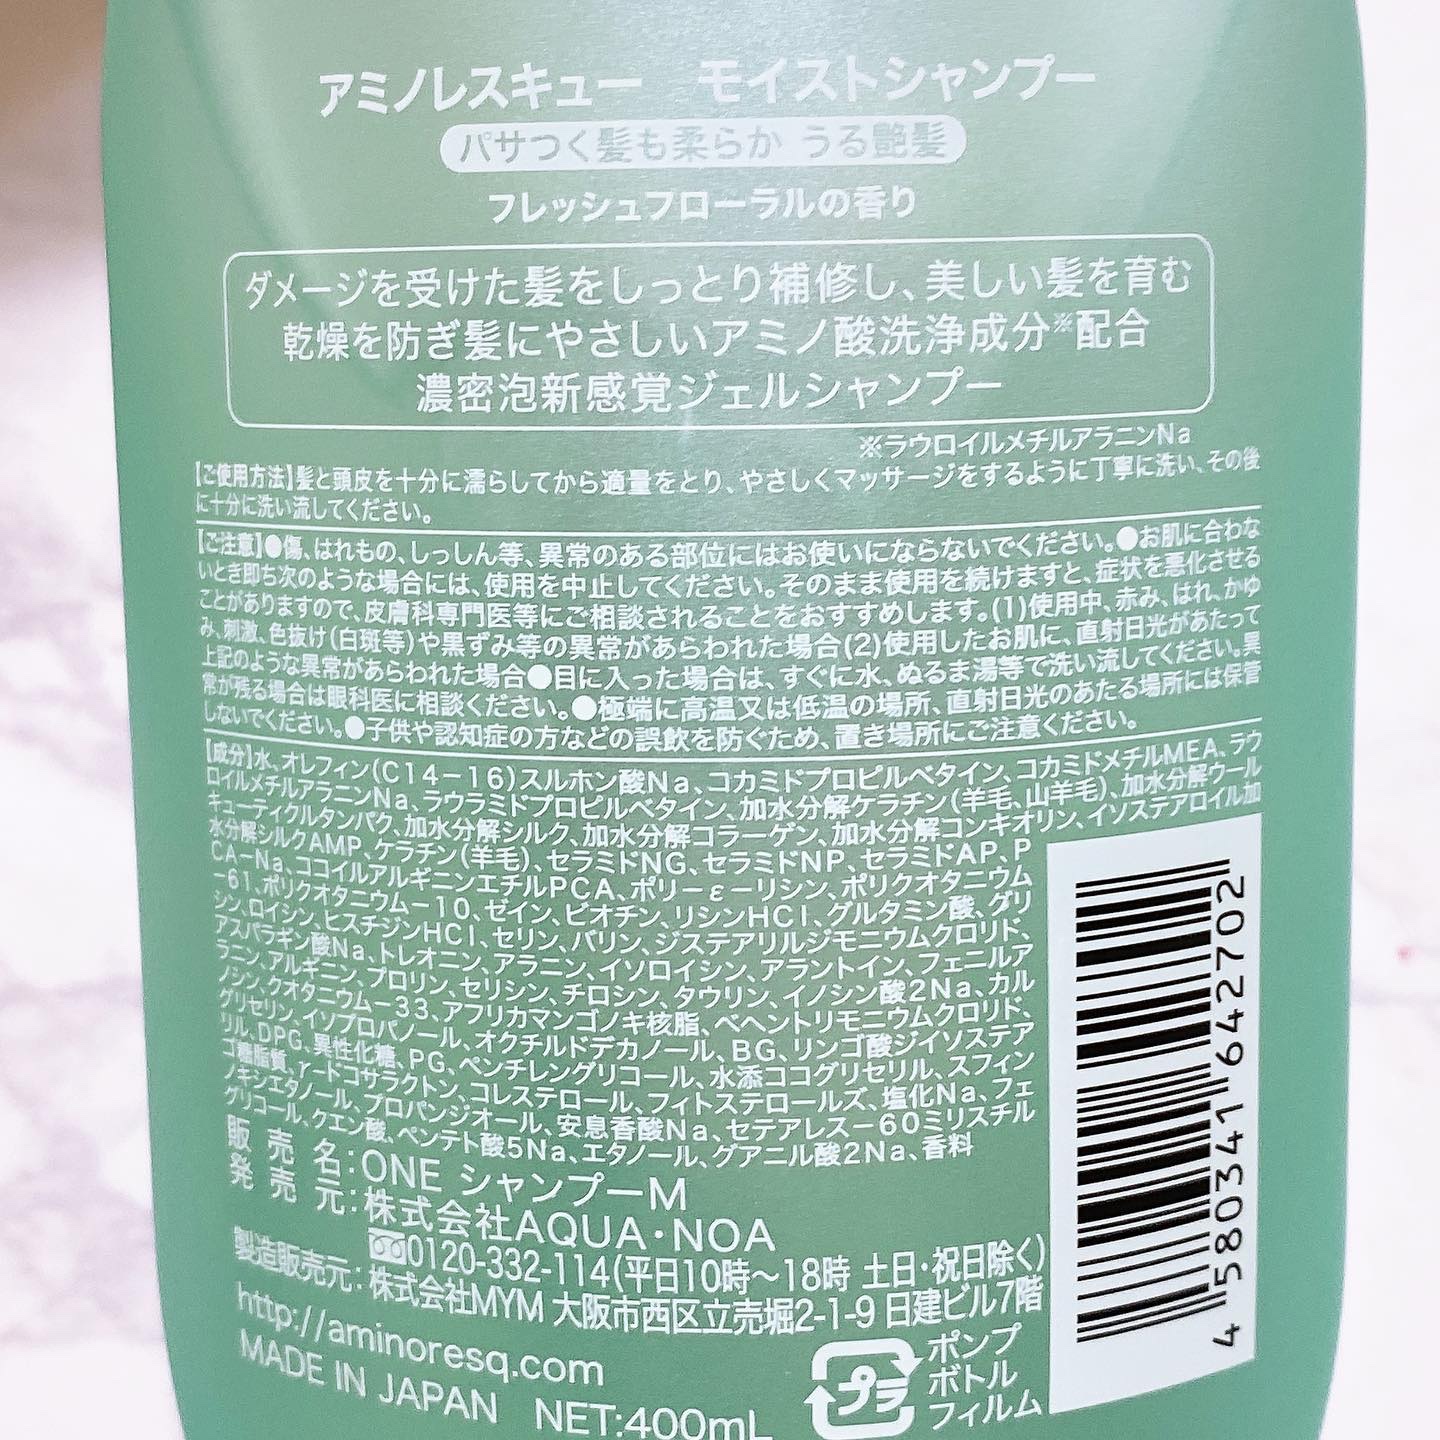 アミノレスキュー　モイストシャンプー
パサつく髪も柔らか うる艶髪
フレッシュフローラルの香り
ダメージを受けた髪をしっとり補修し、美しい髪を育む
乾燥を防ぎ髪にやさしいアミノ酸洗浄成分※配合
濃密泡新感覚ジェルシャンプー
※ラウロイルメチルアラニンNa
【ご使用方法】髪と頭皮を十分に濡らしてから適量をとり、やさしくマッサージをするように丁寧に洗い、その後
に十分に洗い流してください。
【ご注意】●傷、はれもの、しっしん等、異常のある部位にはお使いにならないでください。●お肌に合わな
いとき即ち次のような場合には、使用を中止してください。そのまま使用を続けますと、症状を悪化させる
ことがありますので、皮膚科専門医等にご相談されることをおすすめします。(1)使用中、赤み、はれ、かゆ
み、刺激、色抜け(白斑等)や黒ずみ等の異常があらわれた場合(2)使用したお肌に、直射日光があたって
上記のような異常があらわれた場合●目に入った場合は、すぐに水、ぬるま湯等で洗い流してください。異
常が残る場合は眼科医に相談ください。●極端に高温又は低温の場所、直射日光のあたる場所には保管
しないでください。●子供や認知症の方などの誤飲を防ぐため、置き場所にご注意ください。
【成分】水、オレフィン(C14－16)スルホン酸Na、コカミドプロピルベタイン、コカミドメチルMEA、ラウ
ロイルメチルアラニンNa、ラウラミドプロピルベタイン、加水分解ケラチン(羊毛、山羊毛)、加水分解ウール
キューティクルタンパク、加水分解シルク、加水分解コラーゲン、加水分解コンキオリン、イソステアロイル加
水分解シルクAMP、ケラチン(羊毛)、セラミドNG、セラミドNP、セラミドAP、P
CA－Na、ココイルアルギニンエチルPCA、ポリ－ε－リシン、ポリクオタニウム
－61、ポリクオタニウム－10、ゼイン、ビオチン、リシンHCl、グルタミン酸、グリ
シン、ロイシン、ヒスチジンHCl、セリン、バリン、ジステアリルジモニウムクロリド、
アスパラギン酸Na、トレオニン、アラニン、イソロイシン、アラントイン、フェニルア
ラニン、アルギニン、プロリン、セリシン、チロシン、タウリン、イノシン酸2Na、カル
ノシン、クオタニウム－33、アフリカマンゴノキ核脂、ベヘントリモニウムクロリド、
グリセリン、イソプロパノール、オクチルドデカノール、BG、リンゴ酸ジイソステア
リル、DPG、異性化糖、PG、ペンチレングリコール、水添ココグリセリル、スフィン
ゴ糖脂質、γ－ドコサラクトン、コレステロール、フィトステロールズ、塩化Na、フェ
ノキシエタノール、プロパンジオール、安息香酸Na、セテアレス－60ミリスチル
グリコール、クエン酸、ペンテト酸5Na、エタノール、グアニル酸2Na、香料
販売名:ONE シャンプーM
発売元:株式会社AQUA・NOA
0120-332-114(平日10時～18時 土日・祝日除く)
製造販売元:株式会社MYM 大阪市西区立売堀2-1-9 日建ビル7階
http://aminoresq.com
MADE IN JAPAN NET:400mL
プラ
ポンプ
ボトル
フィルム
4580341642702